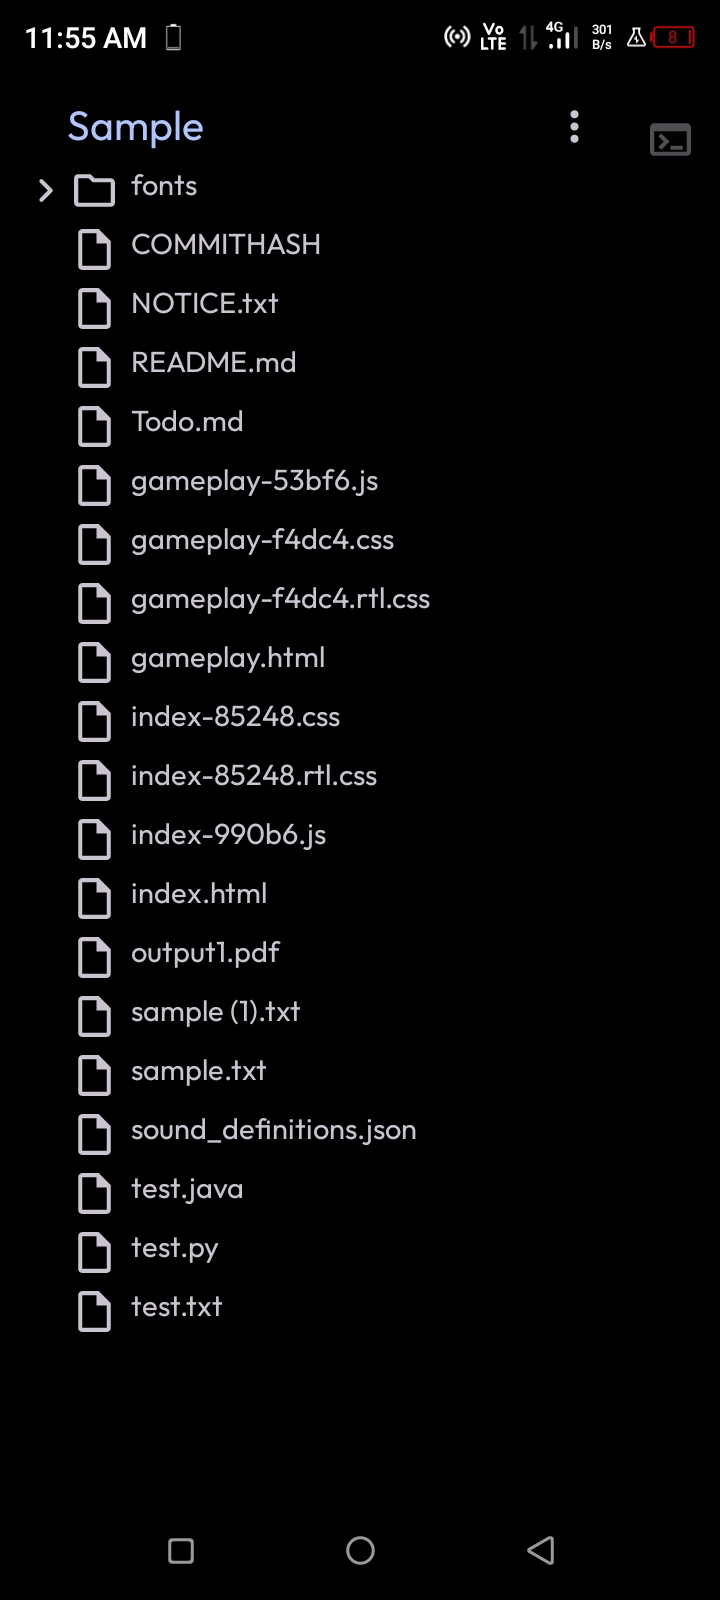 11:55 AM
Vo LTE
4G
301 B/s
8
Sample
fonts
COMMITHASH
NOTICE.txt
README.md
Todo.md
gameplay-53bf6.js
gameplay-f4dc4.css
gameplay-f4dc4.rtl.css
gameplay.html
index-85248.css
index-85248.rtl.css
index-990b6.js
index.html
output1.pdf
sample (1).txt
sample.txt
sound_definitions.json
test.java
test.py
test.txt